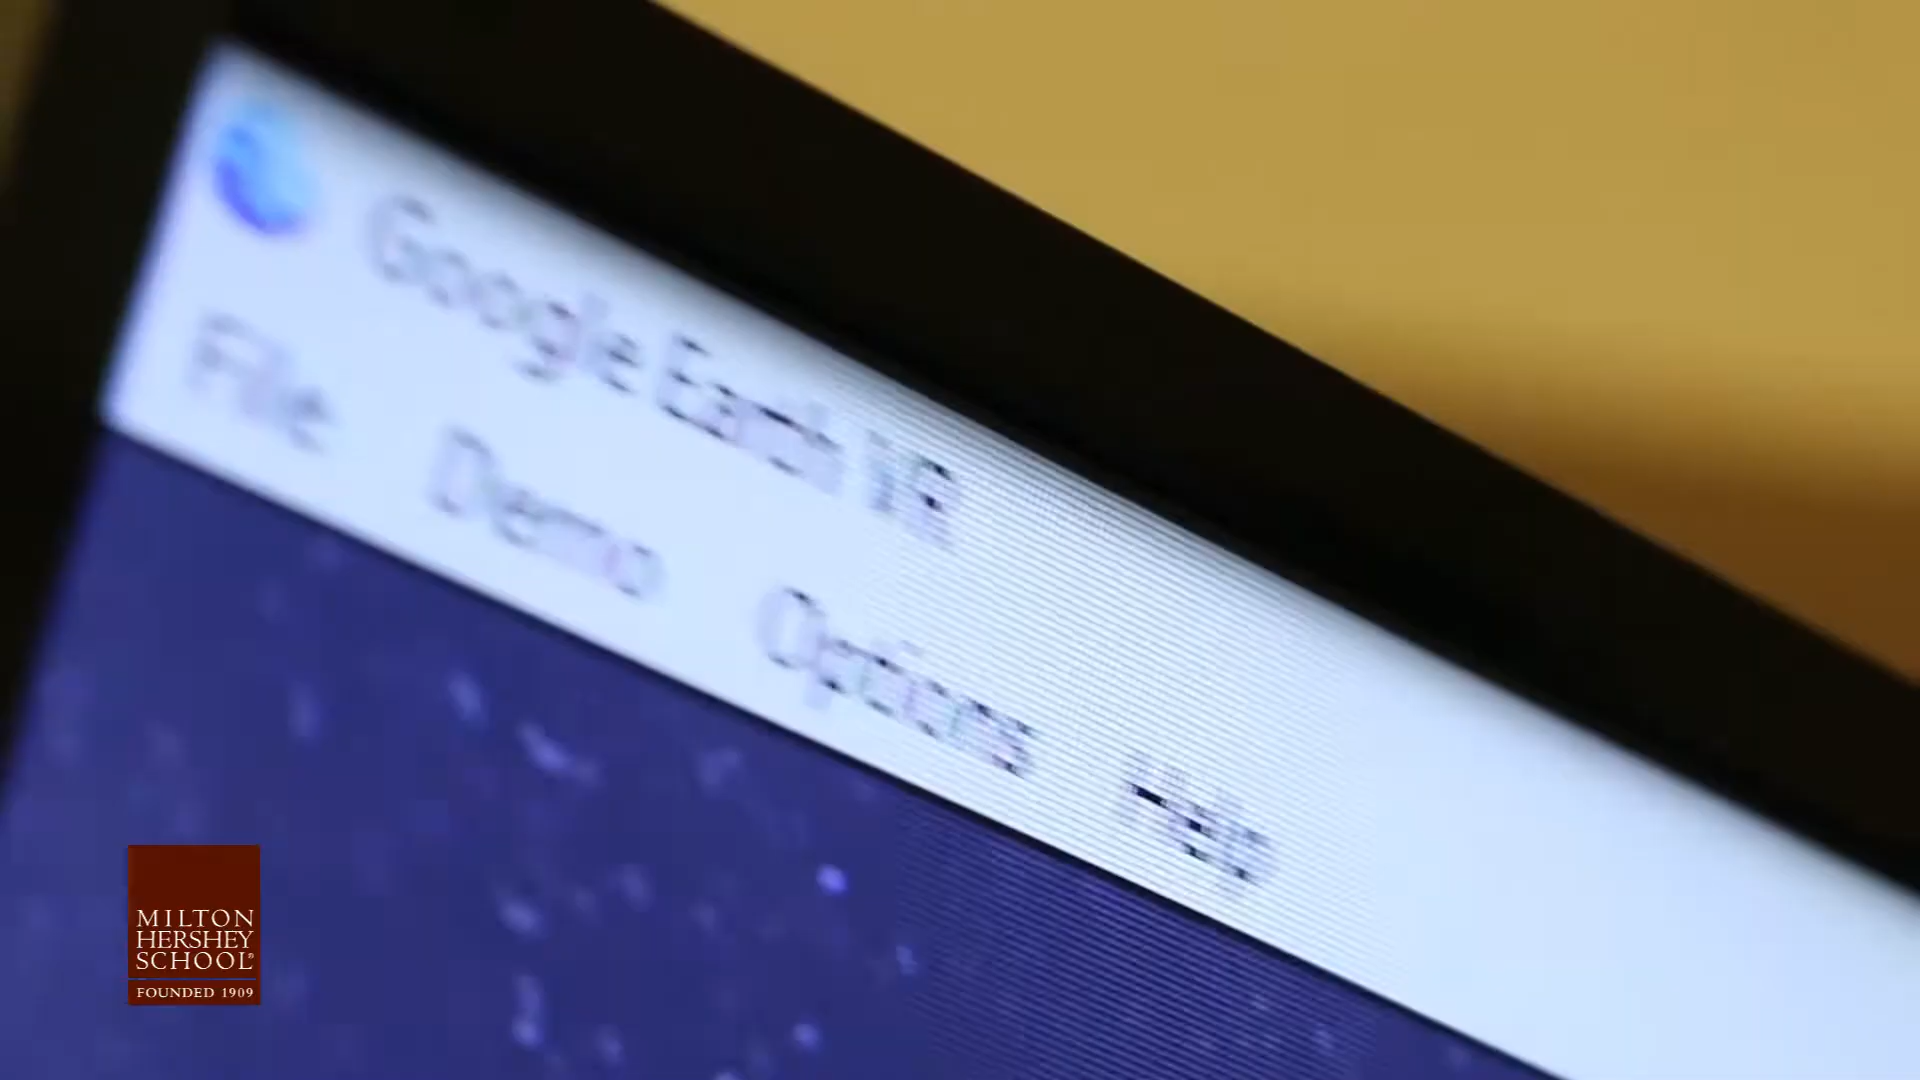 Google Earth VR
File Demo Options Help
MILTON
HERSHEY
SCHOOL®
FOUNDED 1909